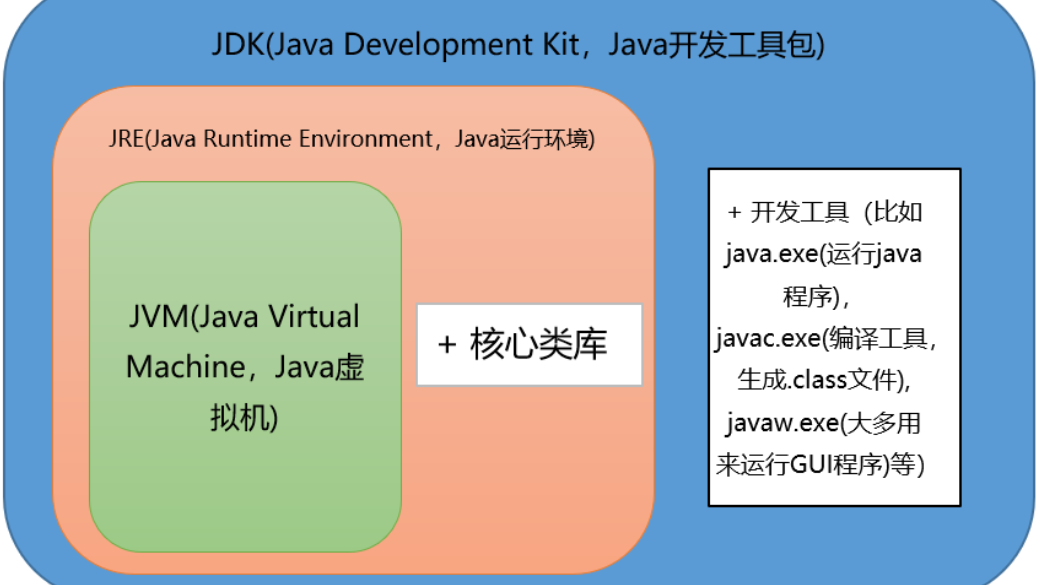 JDK(Java Development Kit，Java开发工具包)
JRE(Java Runtime Environment，Java运行环境)
JVM(Java Virtual
Machine，Java虚
拟机)
+ 核心类库
+ 开发工具（比如
java.exe(运行java
程序)，
javac.exe(编译工具，
生成.class文件),
javaw.exe(大多用
来运行GUI程序)等）